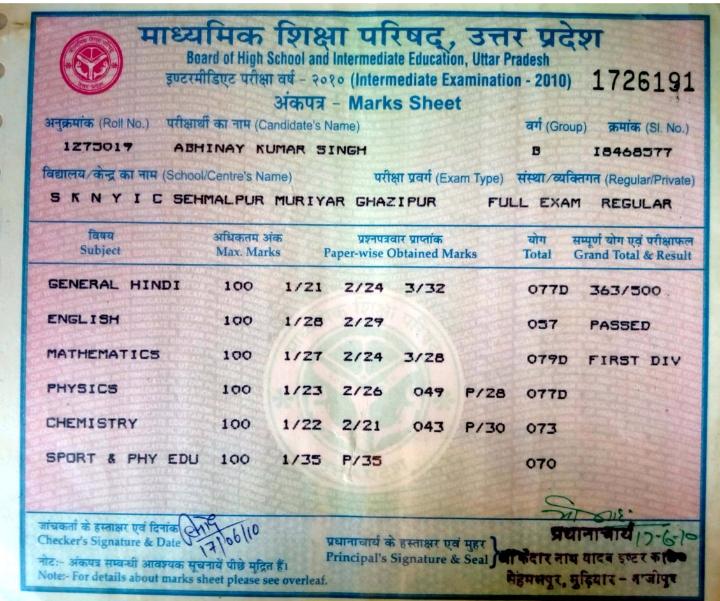 माध्यमिक शिक्षा परिषद्, उत्तर प्रदेश
Board of High School and Intermediate Education, Uttar Pradesh
इण्टरमीडिएट परीक्षा वर्ष - २०१० (Intermediate Examination - 2010) 1726191
अंकपत्र - Marks Sheet
अनुक्रमांक (Roll No.) परीक्षार्थी का नाम (Candidate's Name) वर्ग (Group) क्रमांक (Sl. No.)
1275019 ABHINAY KUMAR SINGH B 18468577
विद्यालय/केन्द्र का नाम (School/Centre's Name) परीक्षा प्रवर्ग (Exam Type) संस्था/व्यक्तिगत (Regular/Private)
S K N Y I C SEHMALPUR MURIYAR GHAZIPUR FULL EXAM REGULAR
विषय अधिकतम अंक प्रश्नपत्रवार प्राप्तांक योग सम्पूर्ण योग एवं परीक्षाफल
Subject Max. Marks Paper-wise Obtained Marks Total Grand Total & Result
GENERAL HINDI 100 1/21 2/24 3/32 077D 363/500
ENGLISH 100 1/28 2/29 057 PASSED
MATHEMATICS 100 1/27 2/24 3/28 079D FIRST DIV
PHYSICS 100 1/23 2/26 049 P/28 077D
CHEMISTRY 100 1/22 2/21 043 P/30 073
SPORT & PHY EDU 100 1/35 P/35 070
जांचकर्ता के हस्ताक्षर एवं दिनांक
Checker's Signature & Date 17/06/10
प्रधानाचार्य के हस्ताक्षर एवं मुहर
Principal's Signature & Seal
प्रधानाचार्य 17-6-10
केदार नाथ यादव इण्टर
सेहमलपुर, मुड़ियार - गाजीपुर
नोट:- अंकपत्र सम्बन्धी आवश्यक सूचनायें पीछे मुद्रित हैं।
Note:- For details about marks sheet please see overleaf.